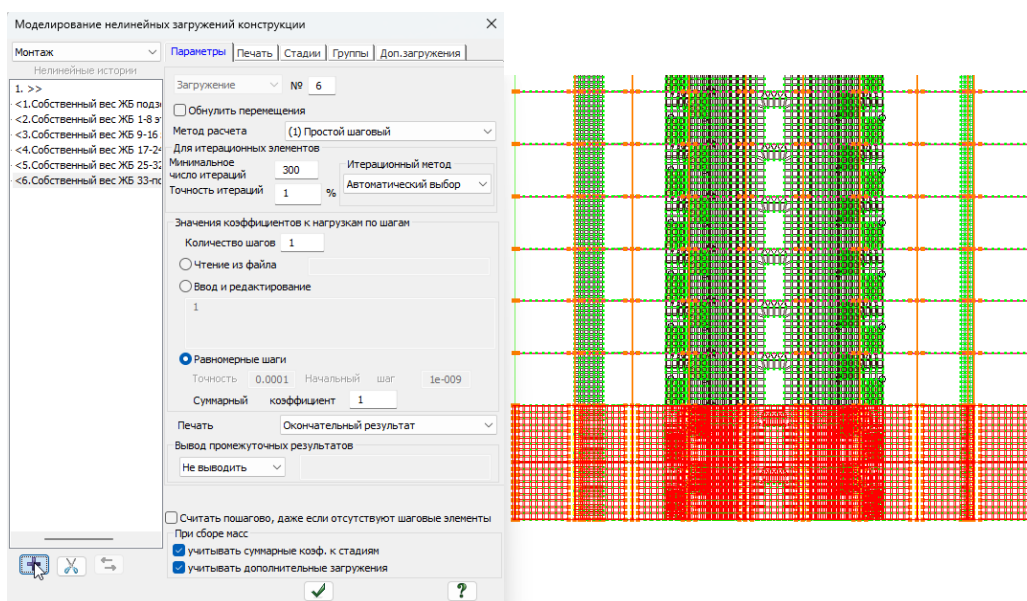 Моделирование нелинейных загружений конструкции
Монтаж
Параметры Печать Стадии Группы Доп.загружения
Нелинейные истории
1. >>
<1.Собственный вес ЖБ подз
<2.Собственный вес ЖБ 1-8 э
<3.Собственный вес ЖБ 9-16
<4.Собственный вес ЖБ 17-24
<5.Собственный вес ЖБ 25-32
<6.Собственный вес ЖБ 33-по
Загружение № 6
Обнулить перемещения
Метод расчета (1) Простой шаговый
Для итерационных элементов
Минимальное
число итераций 300
Точность итераций 1 %
Итерационный метод
Автоматический выбор
Значения коэффициентов к нагрузкам по шагам
Количество шагов 1
Чтение из файла
Ввод и редактирование
1
Равномерные шаги
Точность 0.0001 Начальный шаг 1e-009
Суммарный коэффициент 1
Печать Окончательный результат
Вывод промежуточных результатов
Не выводить
Считать пошагово, даже если отсутствуют шаговые элементы
При сборе масс
учитывать суммарные коэф. к стадиям
учитывать дополнительные загружения
?